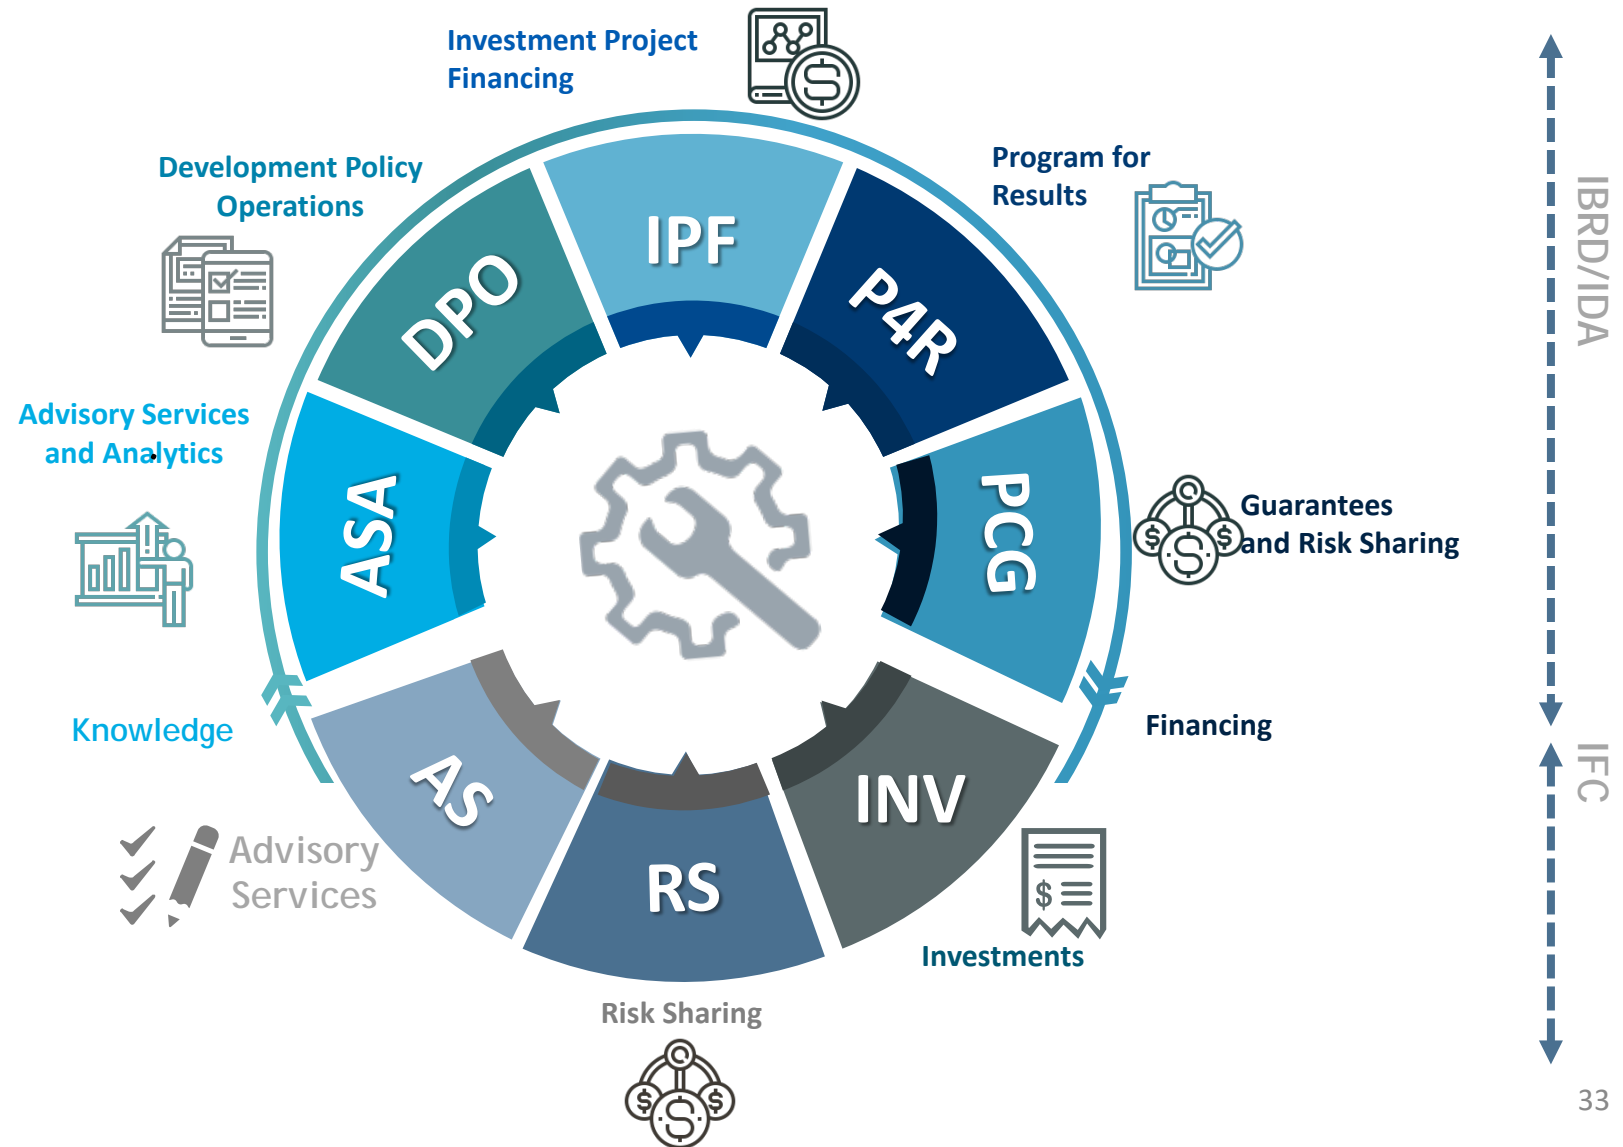 Investment Project
Financing
Development Policy
Operations
Program for
Results
IPF
DPO
P4R
IBRD/IDA
Advisory Services
and Analytics
ASA
PCG
Guarantees
and Risk Sharing
$ $ $
Knowledge
Financing
AS
INV
IFC
Advisory
Services
RS
$
Investments
Risk Sharing
$ $ $
33